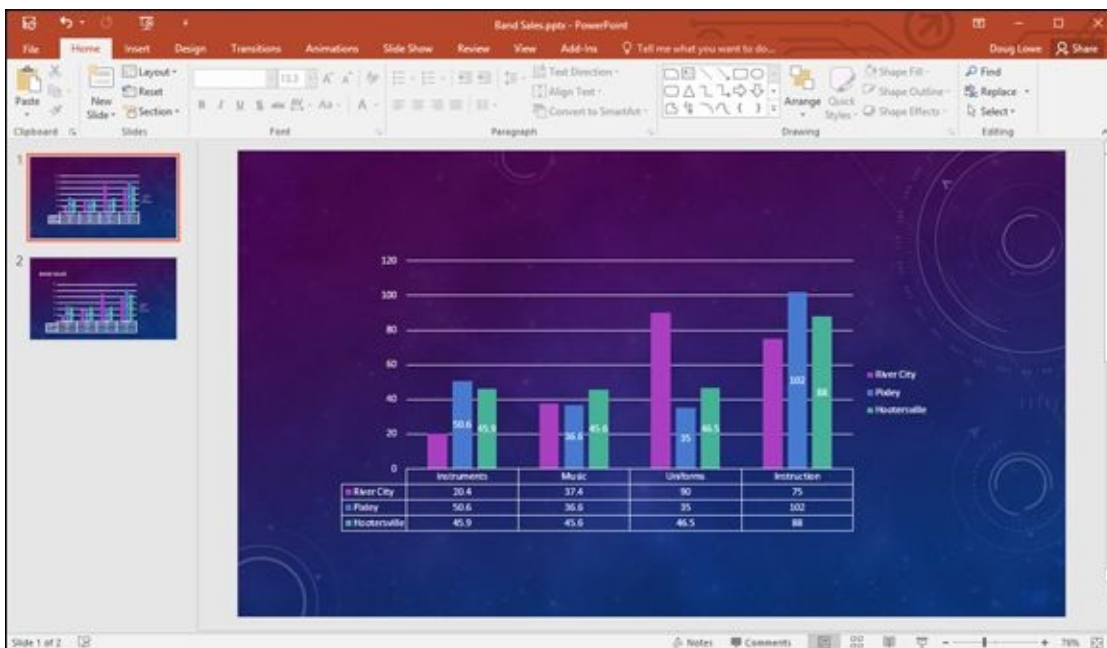 Band Sales.pptx - PowerPoint
File Home Insert Design Transitions Animations Slide Show Review View Add-Ins Tell me what you want to do... Doug Lowe Share
Paste
New Slide
Layout
Reset
Section
Text Direction
Align Text
Convert to SmartArt
Arrange
Quick Styles
Shape Fill
Shape Outline
Shape Effects
Find
Replace
Select
Clipboard Slides Font Paragraph Drawing Editing
1
2
120
100
80
60
40
20
0
50.6 45.9 36.6 45.6 35 46.5 102 88
River City
Pixley
Hootersville
Instruments Music Uniforms Instruction
River City 20.4 37.4 90 75
Pixley 50.6 36.6 35 102
Hootersville 45.9 45.6 46.5 88
Slide 1 of 2 Notes Comments 76%